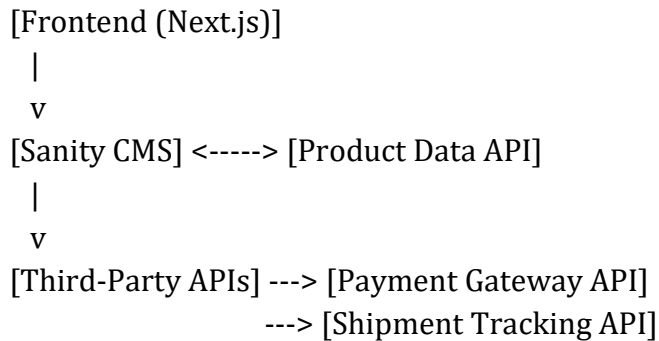 [Frontend (Next.js)]
|
v
[Sanity CMS] <-----> [Product Data API]
|
v
[Third-Party APIs] ---> [Payment Gateway API]
---> [Shipment Tracking API]